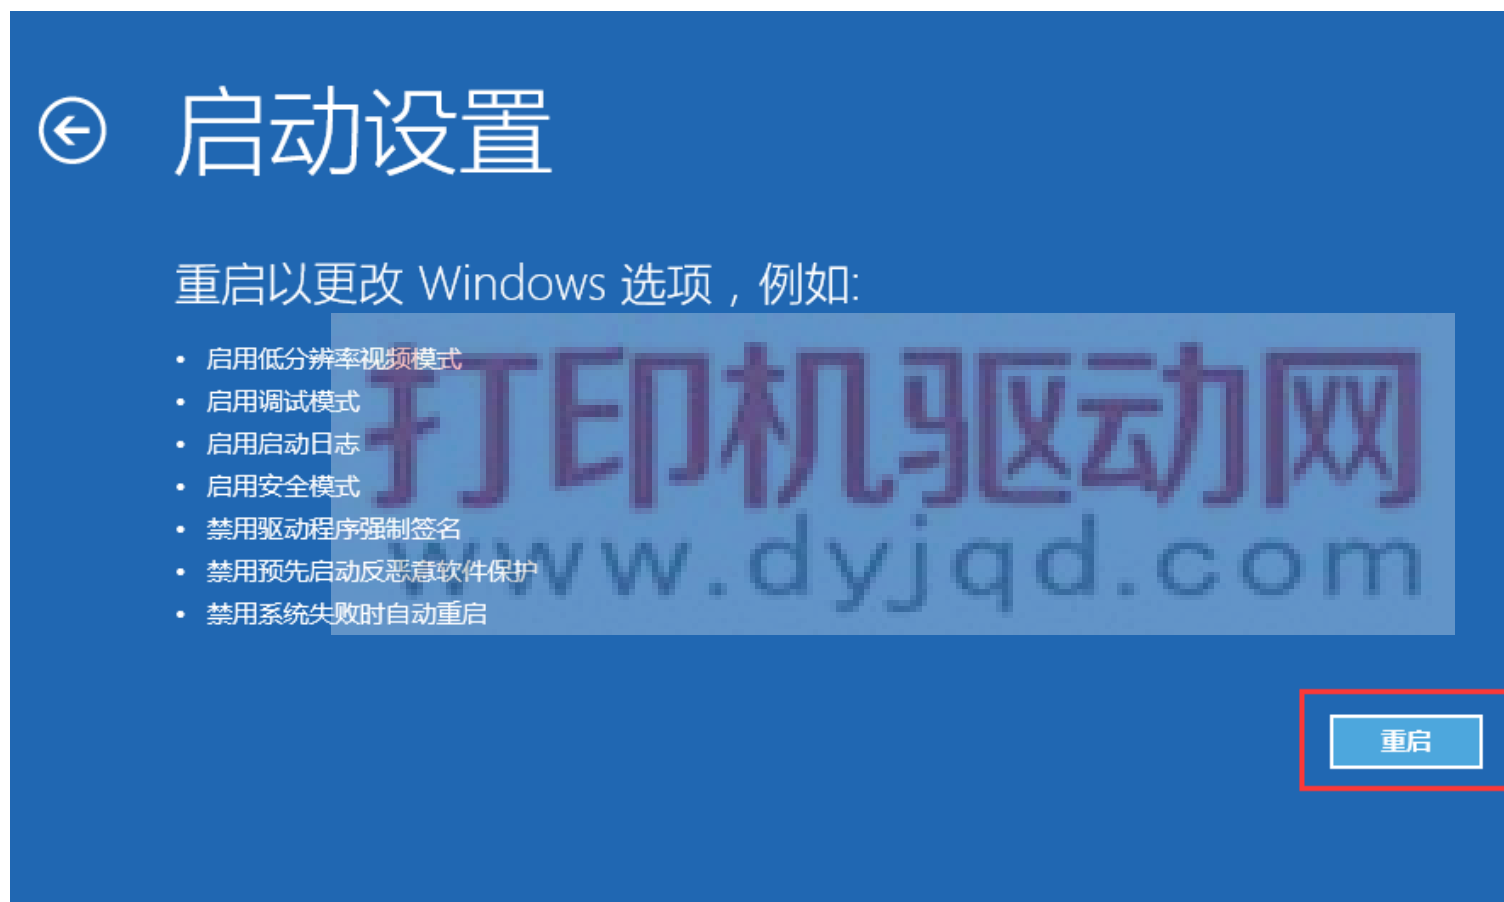 启动设置
重启以更改 Windows 选项，例如:
• 启用低分辨率视频模式
• 启用调试模式
• 启用启动日志
• 启用安全模式
• 禁用驱动程序强制签名
• 禁用预先启动反恶意软件保护
• 禁用系统失败时自动重启
打印机驱动网
www.dyjqd.com
重启